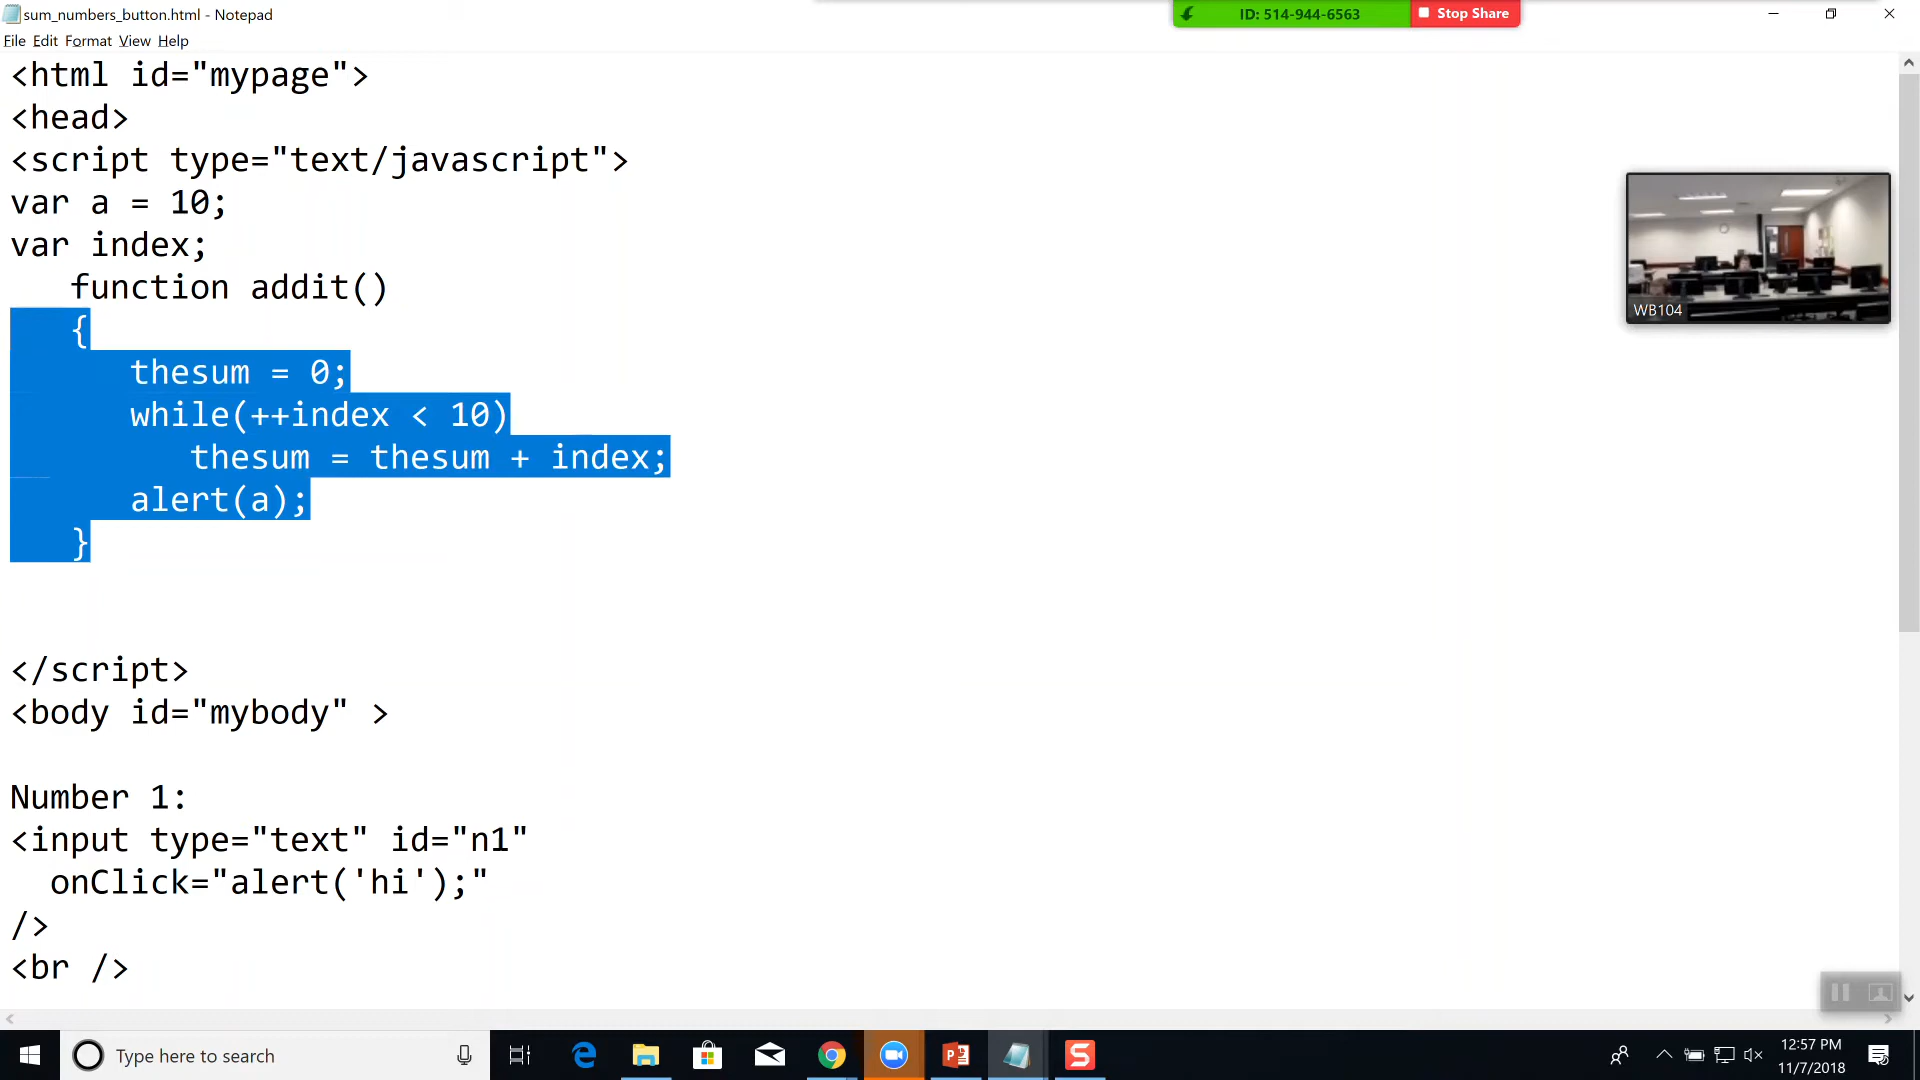 sum_numbers_button.html - Notepad
ID: 514-944-6563
Stop Share
File Edit Format View Help
<html id="mypage">
<head>
<script type="text/javascript">
var a = 10;
var index;
function addit()
{
thesum = 0;
while(++index < 10)
thesum = thesum + index;
alert(a);
}
</script>
<body id="mybody" >
Number 1:
<input type="text" id="n1"
onClick="alert('hi');"
/>
<br />
WB104
Type here to search
12:57 PM
11/7/2018